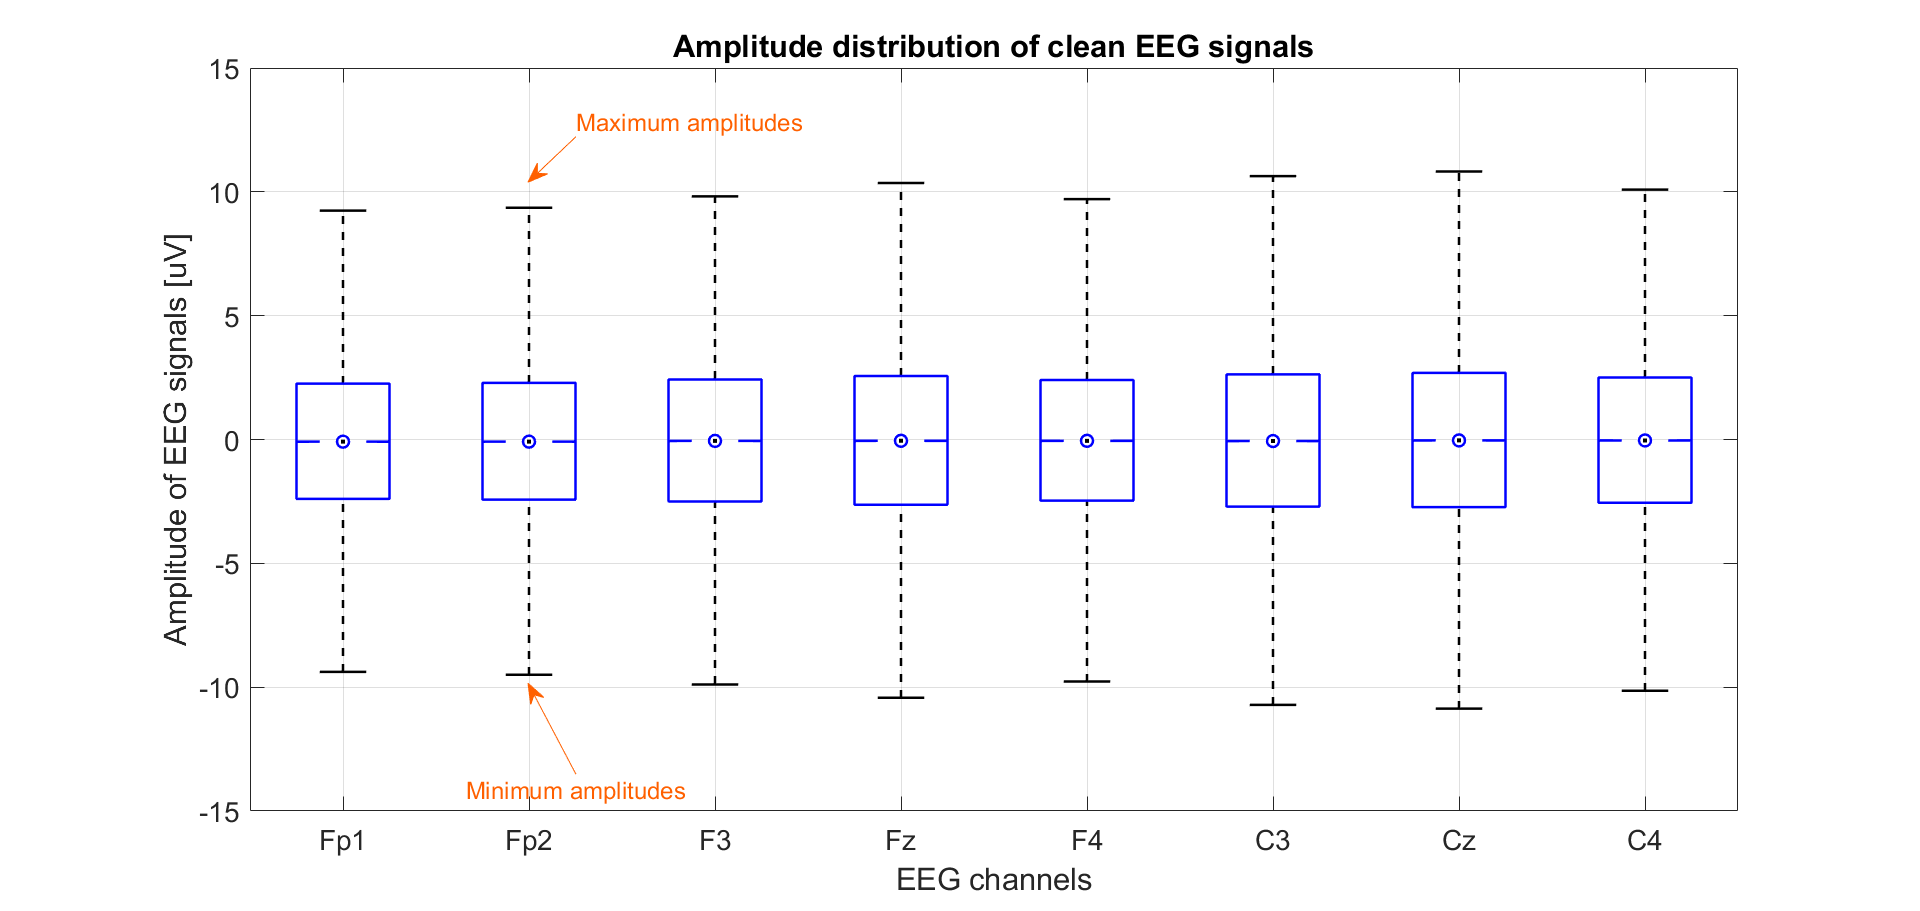 Amplitude distribution of clean EEG signals
15
10
5
0
-5
-10
-15
Amplitude of EEG signals [uV]
Maximum amplitudes
Minimum amplitudes
Fp1 Fp2 F3 Fz F4 C3 Cz C4
EEG channels